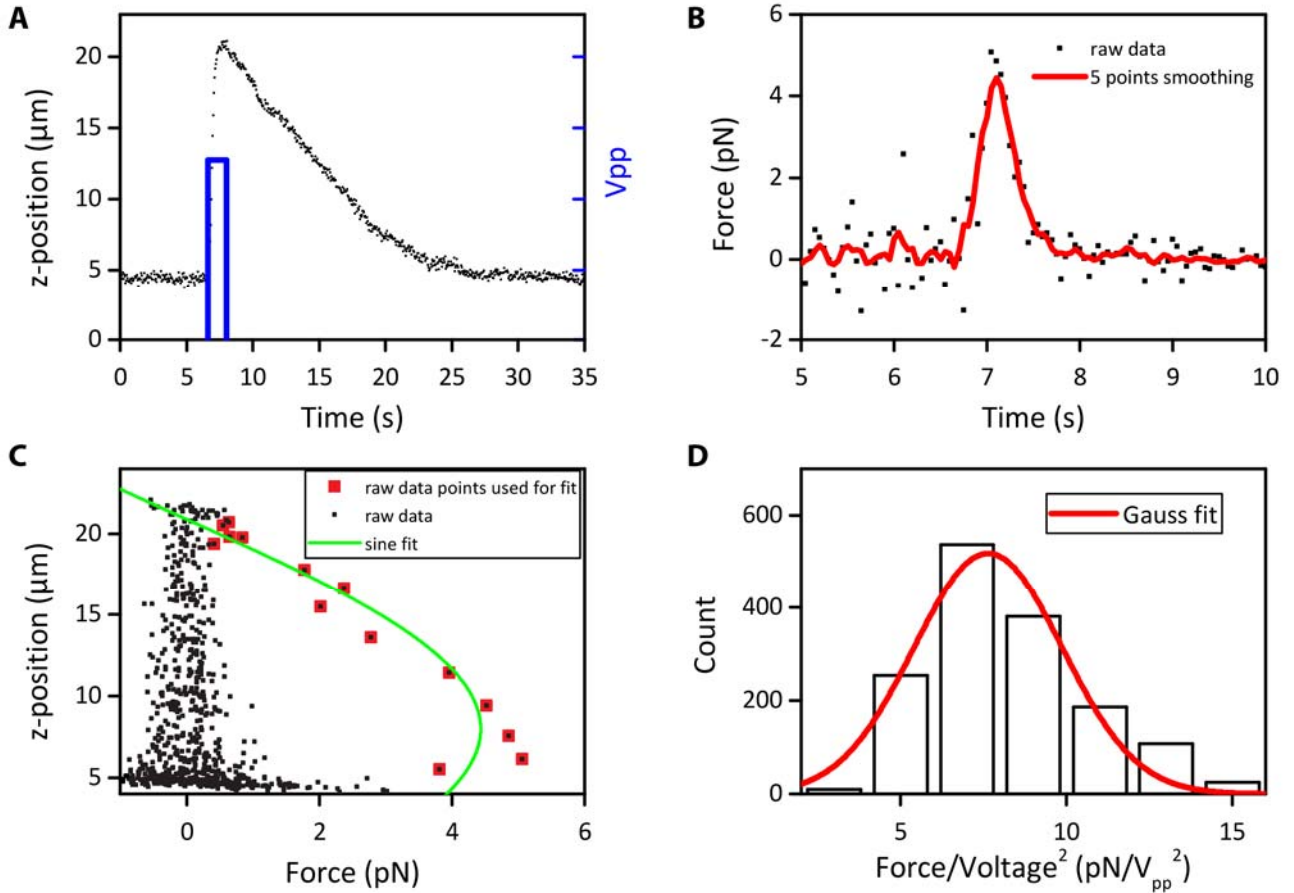 A
z-position (µm)
20
15
10
5
0
0 5 10 15 20 25 30 35
Time (s)
Vpp
B
Force (pN)
6
4
2
0
-2
5 6 7 8 9 10
Time (s)
raw data
5 points smoothing
C
z-position (µm)
20
15
10
5
0 2 4 6
Force (pN)
raw data points used for fit
raw data
sine fit
D
Count
600
400
200
0
5 10 15
Force/Voltage² (pN/Vpp²)
Gauss fit